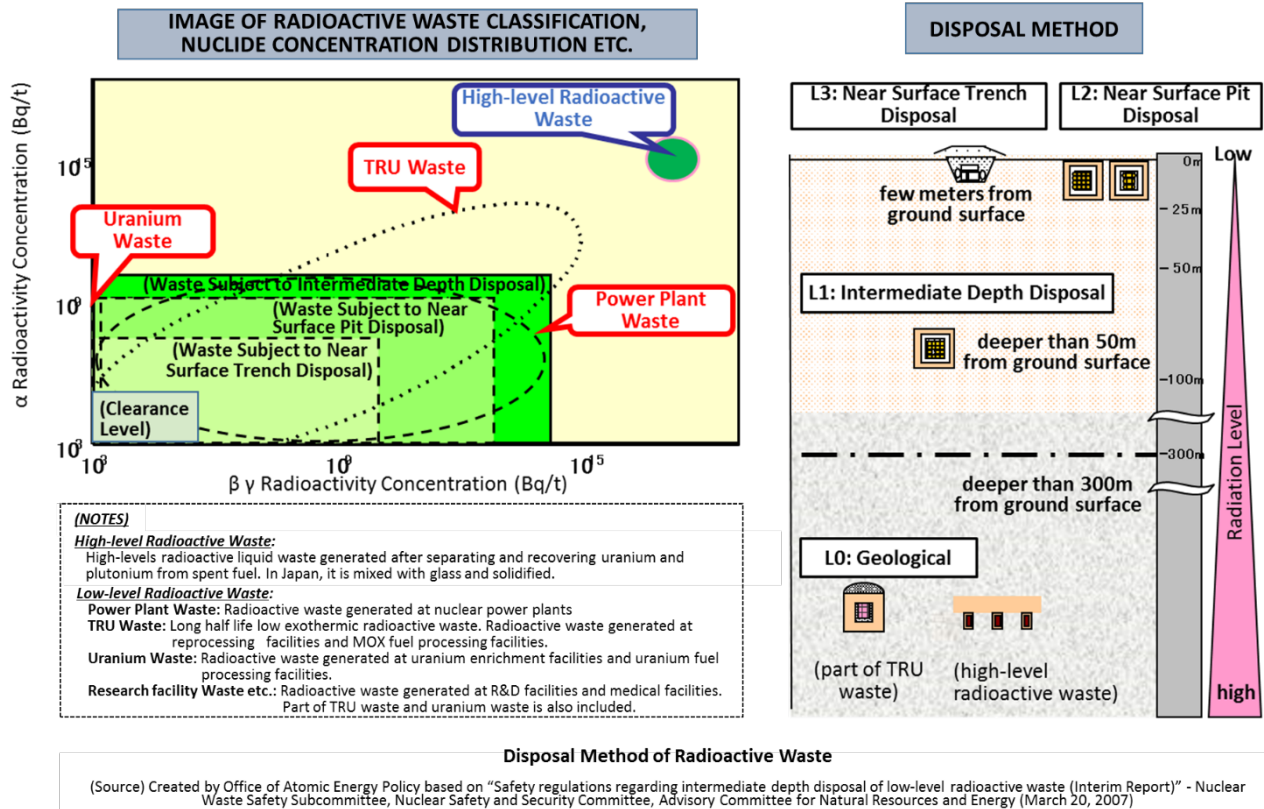 IMAGE OF RADIOACTIVE WASTE CLASSIFICATION,
NUCLIDE CONCENTRATION DISTRIBUTION ETC.
α Radioactivity Concentration (Bq/t)
10¹⁵
10⁹
10³
High-level Radioactive
Waste
TRU Waste
Uranium
Waste
(Waste Subject to Intermediate Depth Disposal)
(Waste Subject to Near
Surface Pit Disposal)
Power Plant
Waste
(Waste Subject to Near
Surface Trench Disposal)
(Clearance
Level)
10³
10⁹
10¹⁵
β γ Radioactivity Concentration (Bq/t)
(NOTES)
High-level Radioactive Waste:
High-levels radioactive liquid waste generated after separating and recovering uranium and
plutonium from spent fuel. In Japan, it is mixed with glass and solidified.
Low-level Radioactive Waste:
Power Plant Waste: Radioactive waste generated at nuclear power plants
TRU Waste: Long half life low exothermic radioactive waste. Radioactive waste generated at
reprocessing facilities and MOX fuel processing facilities.
Uranium Waste: Radioactive waste generated at uranium enrichment facilities and uranium fuel
processing facilities.
Research facility Waste etc.: Radioactive waste generated at R&D facilities and medical facilities.
Part of TRU waste and uranium waste is also included.
DISPOSAL METHOD
L3: Near Surface Trench
Disposal
L2: Near Surface Pit
Disposal
few meters from
ground surface
L1: Intermediate Depth Disposal
deeper than 50m
from ground surface
deeper than 300m
from ground surface
L0: Geological
(part of TRU
waste)
(high-level
radioactive waste)
0m
25m
50m
100m
300m
Low
Radiation Level
high
Disposal Method of Radioactive Waste
(Source) Created by Office of Atomic Energy Policy based on “Safety regulations regarding intermediate depth disposal of low-level radioactive waste (Interim Report)” - Nuclear
Waste Safety Subcommittee, Nuclear Safety and Security Committee, Advisory Committee for Natural Resources and Energy (March 20, 2007)